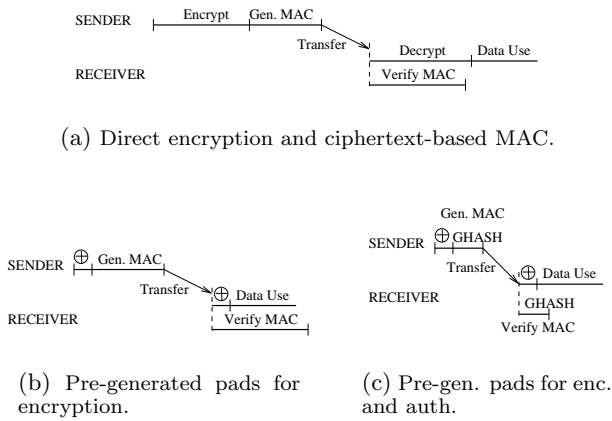 Encrypt Gen. MAC
SENDER
Transfer
Decrypt Data Use
RECEIVER
Verify MAC
(a) Direct encryption and ciphertext-based MAC.
Gen. MAC
SENDER
Transfer
Data Use
RECEIVER
Verify MAC
(b) Pre-generated pads for
encryption.
Gen. MAC
GHASH
SENDER
Transfer
Data Use
RECEIVER
GHASH
Verify MAC
(c) Pre-gen. pads for enc.
and auth.